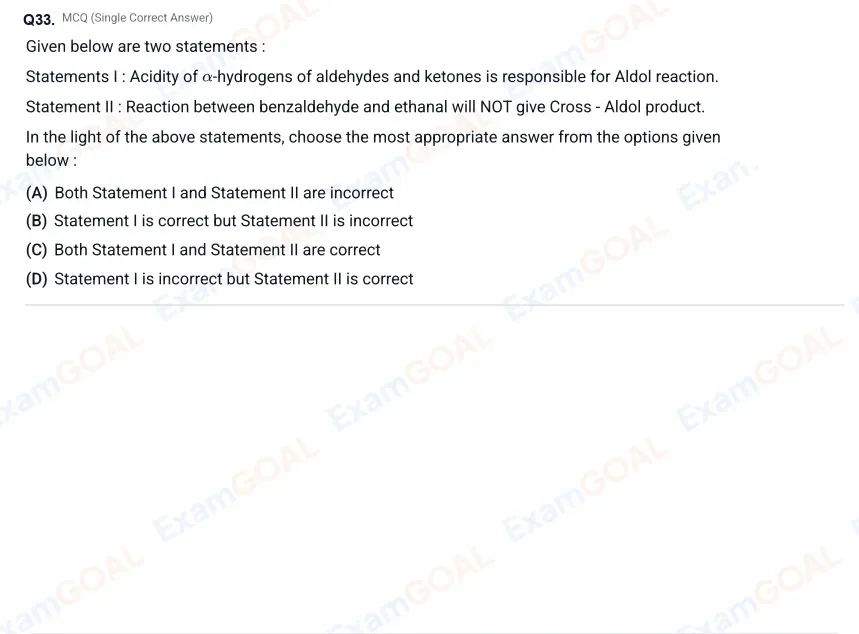 Q33. MCQ (Single Correct Answer)
Given below are two statements :
Statements I : Acidity of α-hydrogens of aldehydes and ketones is responsible for Aldol reaction.
Statement II : Reaction between benzaldehyde and ethanal will NOT give Cross - Aldol product.
In the light of the above statements, choose the most appropriate answer from the options given
below :
(A) Both Statement I and Statement II are incorrect
(B) Statement I is correct but Statement II is incorrect
(C) Both Statement I and Statement II are correct
(D) Statement I is incorrect but Statement II is correct
ExamGOAL